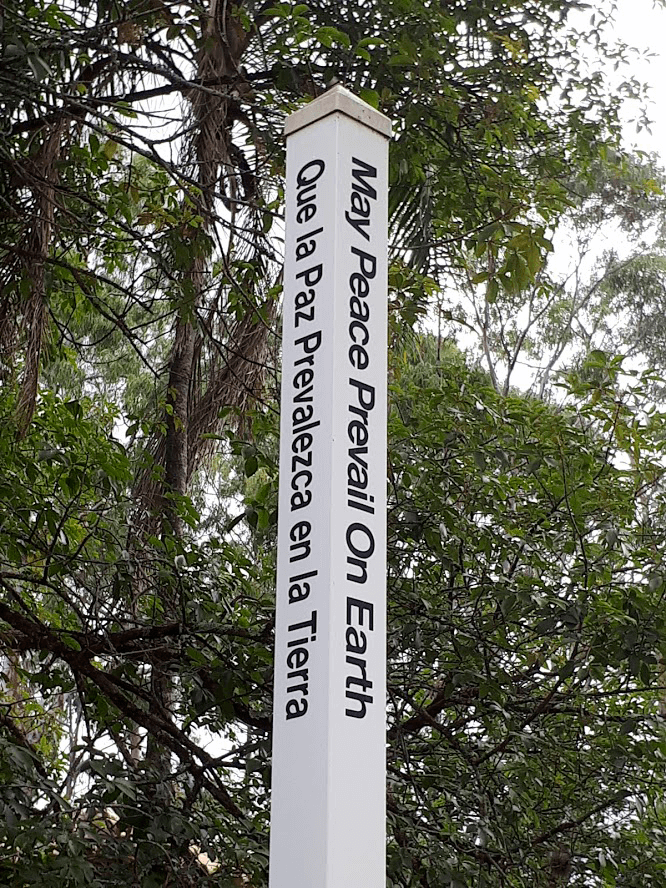 Que la Paz Prevalezca en la Tierra
May Peace Prevail On Earth